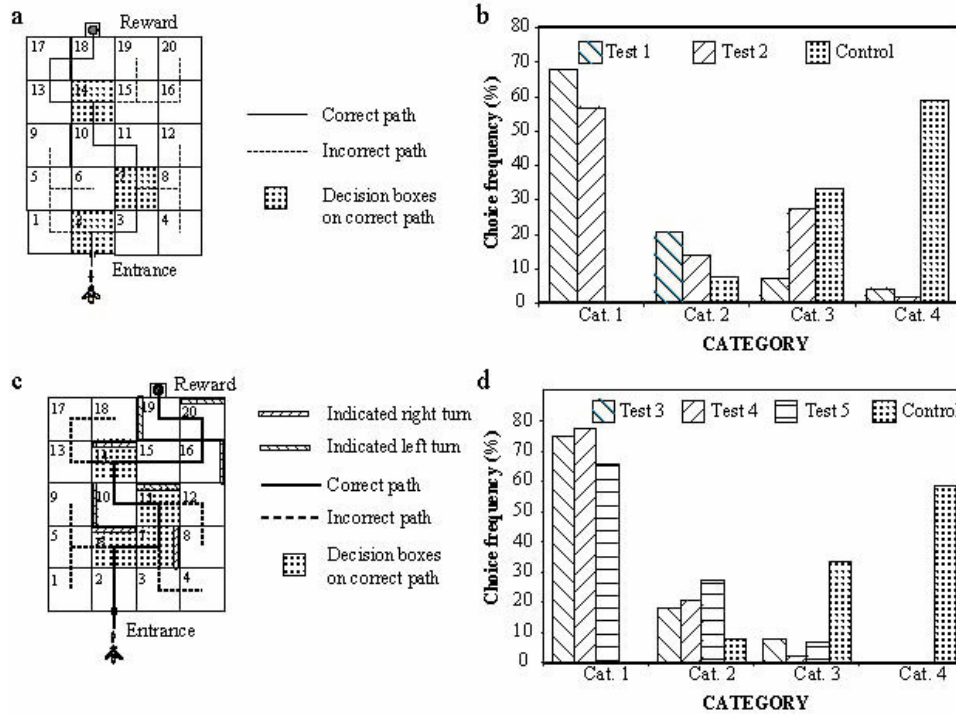 a
Reward
17 18 19 20
13 14 15 16
9 10 11 12
5 6 7 8
1 2 3 4
Entrance
Correct path
Incorrect path
Decision boxes
on correct path
b
Choice frequency (%)
80
70
60
50
40
30
20
10
0
Test 1 Test 2 Control
Cat. 1 Cat. 2 Cat. 3 Cat. 4
CATEGORY
c
Reward
17 18 19 20
13 14 15 16
9 10 11 12
5 6 7 8
1 2 3 4
Entrance
Indicated right turn
Indicated left turn
Correct path
Incorrect path
Decision boxes
on correct path
d
Choice frequency (%)
80
70
60
50
40
30
20
10
0
Test 3 Test 4 Test 5 Control
Cat. 1 Cat. 2 Cat. 3 Cat. 4
CATEGORY